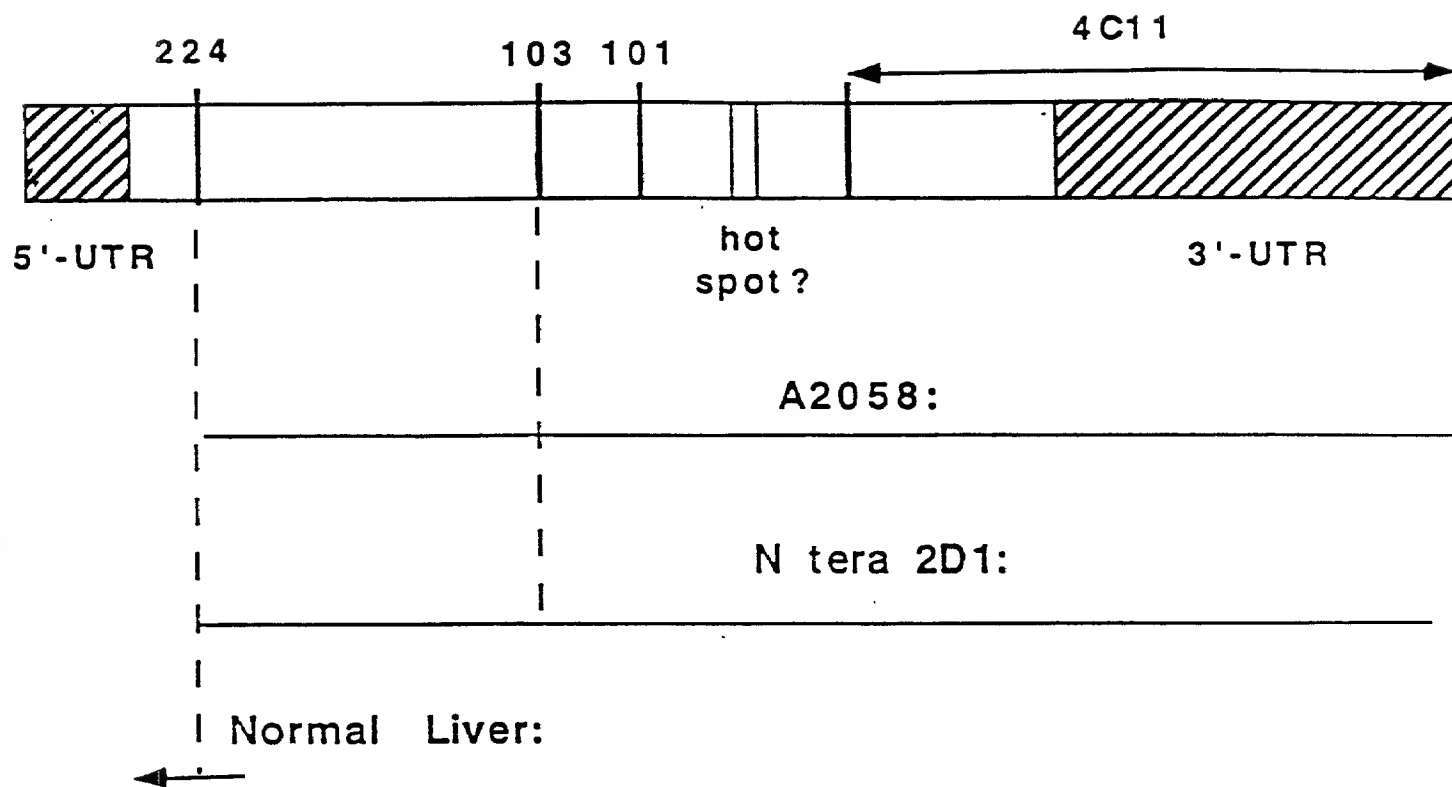 4C11
224
103 101
5'-UTR
hot
spot?
3'-UTR
A2058:
N tera 2D1:
Normal Liver: